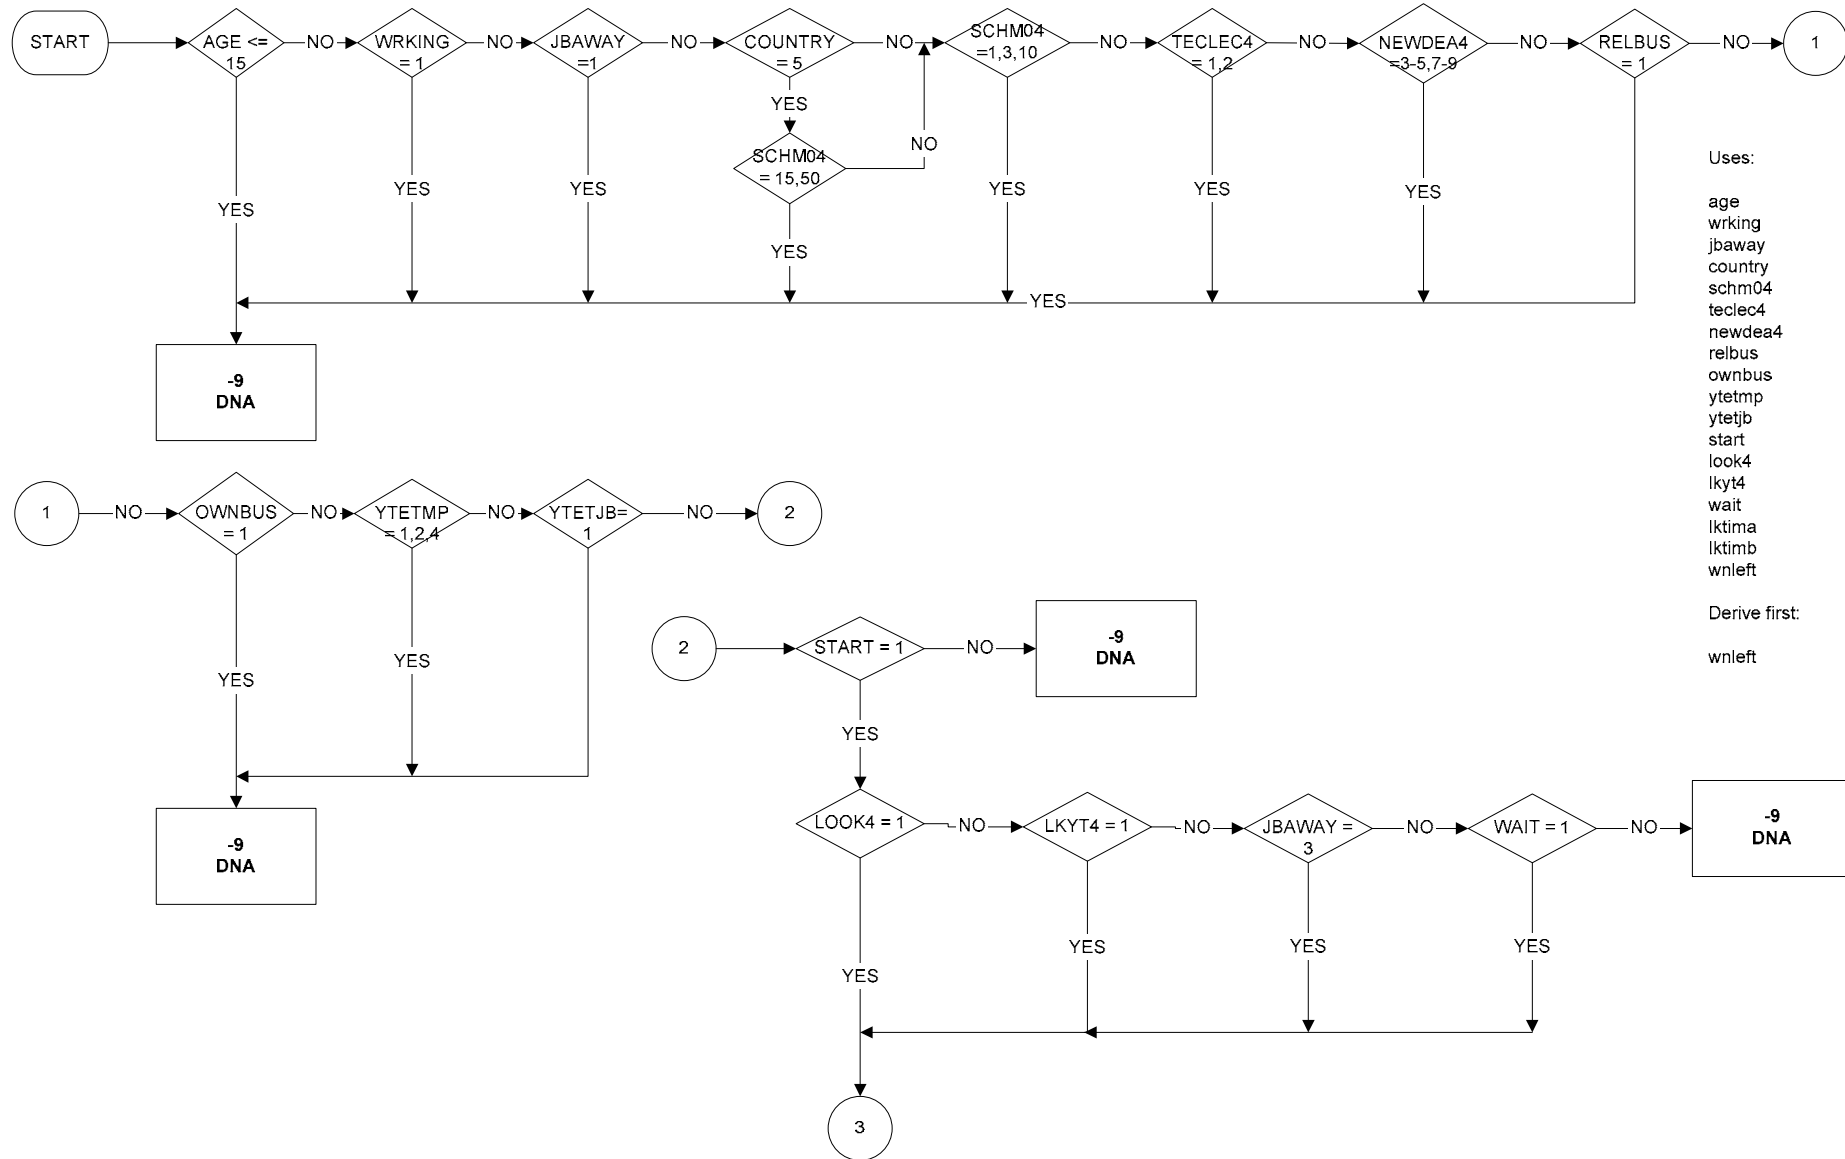 START
AGE <=
15
NO
WRKING
= 1
NO
JBAWAY
=1
NO
COUNTRY
= 5
NO
SCHM04
=1,3,10
NO
TECLEC4
= 1,2
NO
NEWDEA4
=3-5,7-9
NO
RELBUS
= 1
NO
1
YES
SCHM04
= 15,50
NO
YES
YES
YES
YES
YES
YES
YES
YES
-9
DNA
Uses:
age
wrking
jbaway
country
schm04
teclec4
newdea4
relbus
ownbus
ytetmp
ytetjb
start
look4
lkyt4
wait
lktima
lktimb
wnleft
Derive first:
wnleft
1
NO
OWNBUS
= 1
NO
YTETMP
= 1,2,4
NO
YTETJB=
1
NO
2
YES
YES
-9
DNA
2
START = 1
NO
-9
DNA
YES
LOOK4 = 1
NO
LKYT4 = 1
NO
JBAWAY =
3
NO
WAIT = 1
NO
-9
DNA
YES
YES
YES
YES
3